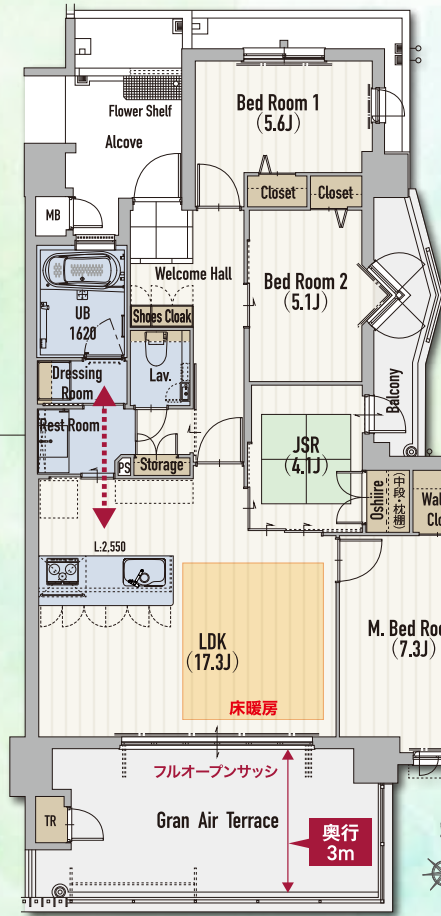 Flower Shelf
Alcove
Bed Room 1
(5.6J)
MB
Closet
Closet
Welcome Hall
Bed Room 2
(5.1J)
UB
1620
Shoes Cloak
Lav.
Dressing
Room
Rest Room
PS
Storage
Balcony
JSR
(4.1J)
Oshiire
(中段・枕棚)
L:2,550
LDK
(17.3J)
床暖房
M. Bed Roo
(7.3J)
フルオープンサッシ
Gran Air Terrace
TR
奥行
3m